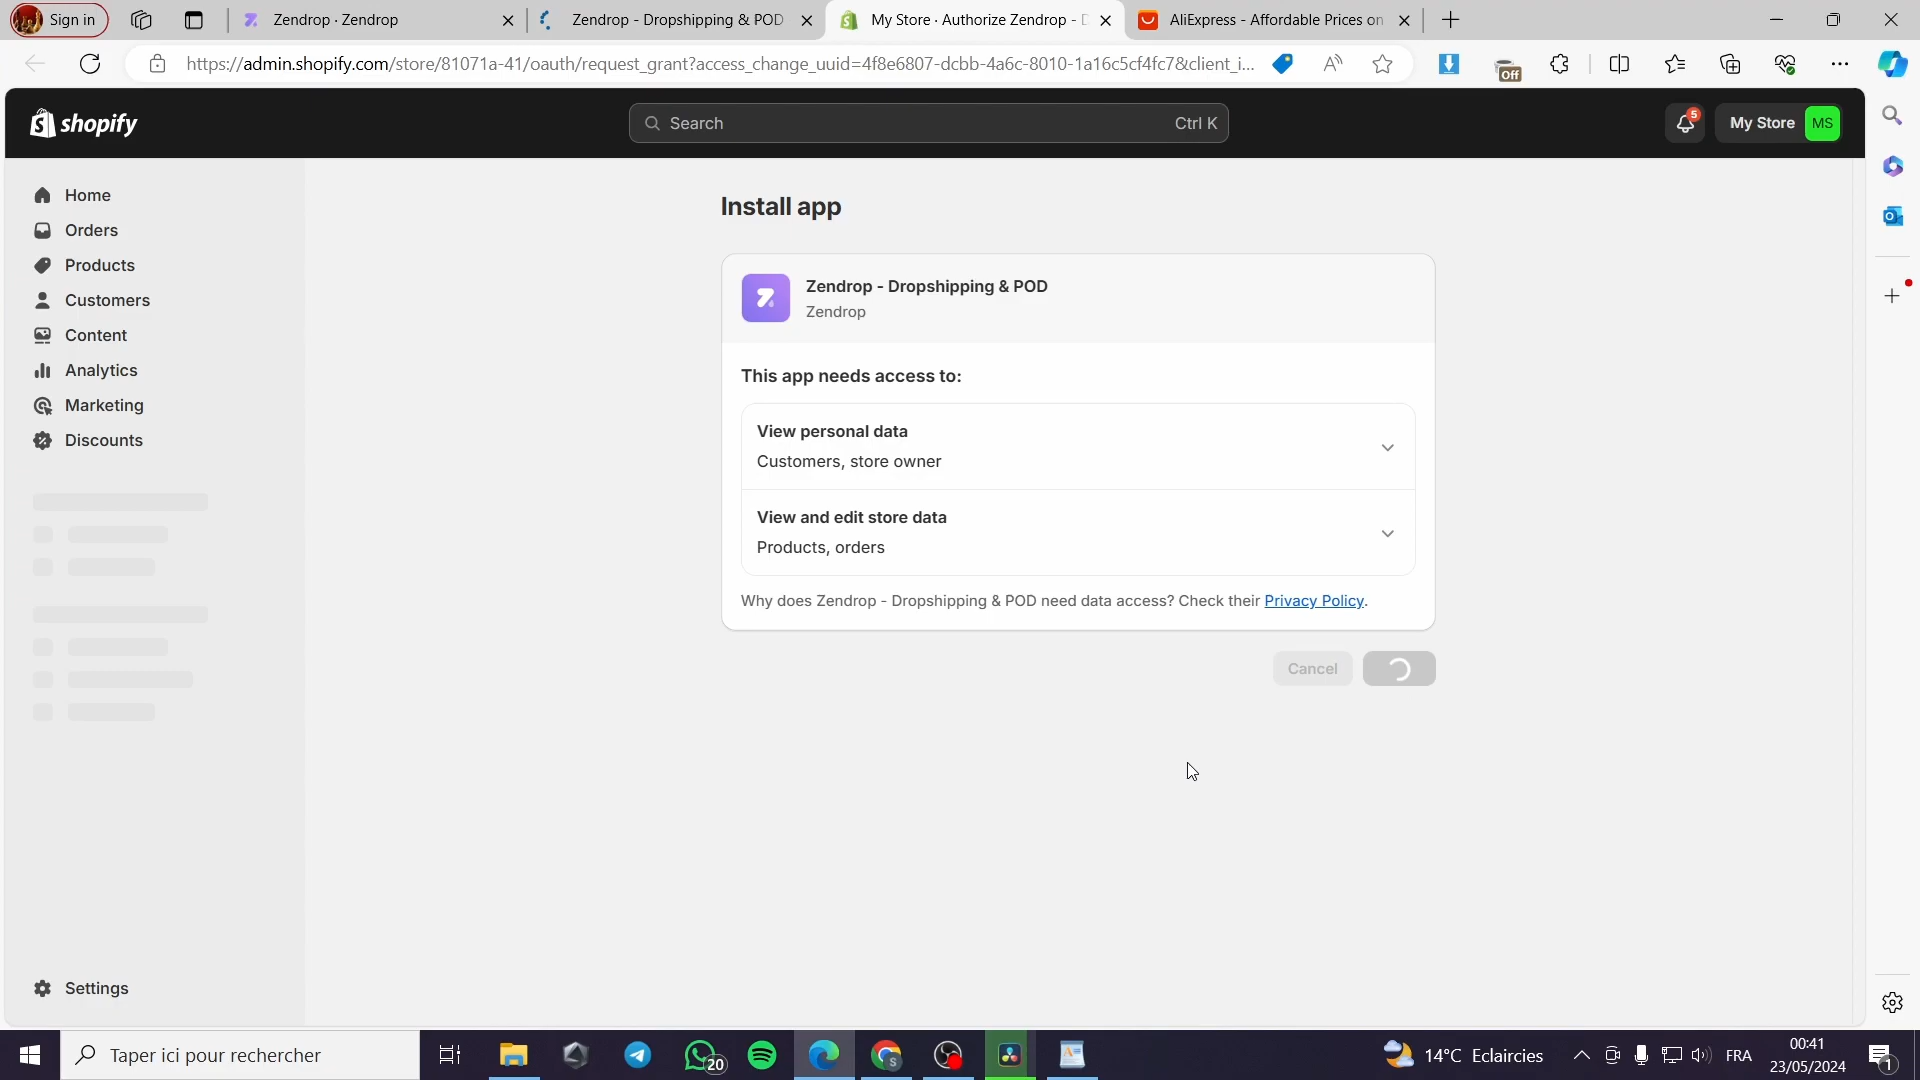 Sign in
Zendrop · Zendrop
Zendrop - Dropshipping & POD
My Store · Authorize Zendrop - D
AliExpress - Affordable Prices on
https://admin.shopify.com/store/81071a-41/oauth/request_grant?access_change_uuid=4f8e6807-dcbb-4a6c-8010-1a16c5cf4fc7&client_i...
Off
shopify
Search
Ctrl K
5
My Store
MS
Home
Orders
Products
Customers
Content
Analytics
Marketing
Discounts
Settings
Install app
Zendrop - Dropshipping & POD
Zendrop
This app needs access to:
View personal data
Customers, store owner
View and edit store data
Products, orders
Why does Zendrop - Dropshipping & POD need data access? Check their Privacy Policy.
Cancel
Taper ici pour rechercher
20
14°C Eclaircies
FRA
00:41
23/05/2024
1